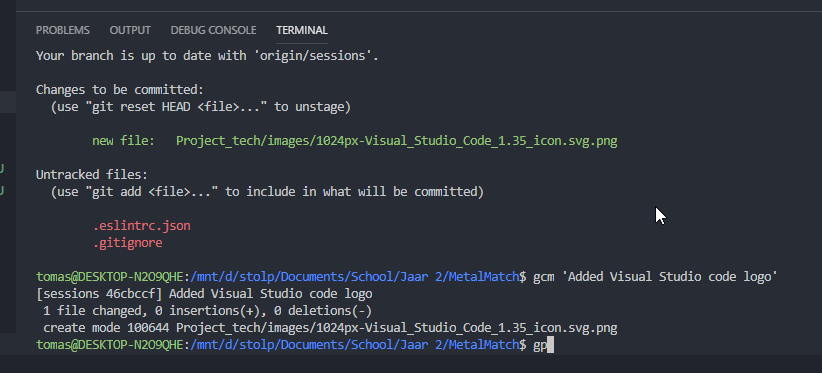 PROBLEMS OUTPUT DEBUG CONSOLE TERMINAL
Your branch is up to date with 'origin/sessions'.
Changes to be committed:
(use "git reset HEAD <file>..." to unstage)
new file: Project_tech/images/1024px-Visual_Studio_Code_1.35_icon.svg.png
Untracked files:
(use "git add <file>..." to include in what will be committed)
.eslintrc.json
.gitignore
tomas@DESKTOP-N2O9QHE:/mnt/d/stolp/Documents/School/Jaar 2/MetalMatch$ gcm 'Added Visual Studio code logo'
[sessions 46cbccf] Added Visual Studio code logo
1 file changed, 0 insertions(+), 0 deletions(-)
create mode 100644 Project_tech/images/1024px-Visual_Studio_Code_1.35_icon.svg.png
tomas@DESKTOP-N2O9QHE:/mnt/d/stolp/Documents/School/Jaar 2/MetalMatch$ gp